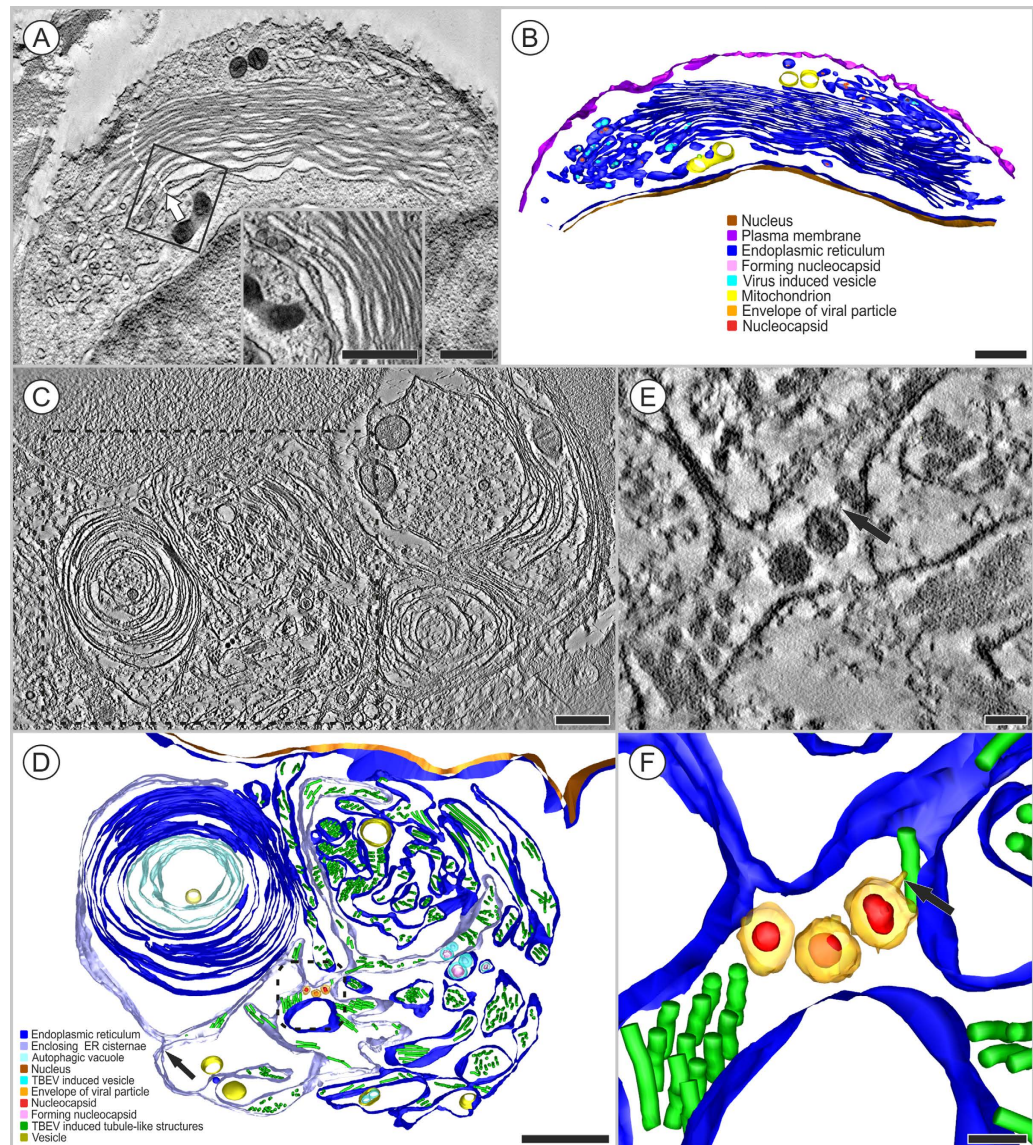 A
B
Nucleus
Plasma membrane
Endoplasmic reticulum
Forming nucleocapsid
Virus induced vesicle
Mitochondrion
Envelope of viral particle
Nucleocapsid
C
E
D
Endoplasmic reticulum
Enclosing ER cisternae
Autophagic vacuole
Nucleus
TBEV induced vesicle
Envelope of viral particle
Nucleocapsid
Forming nucleocapsid
TBEV induced tubule-like structures
Vesicle
F